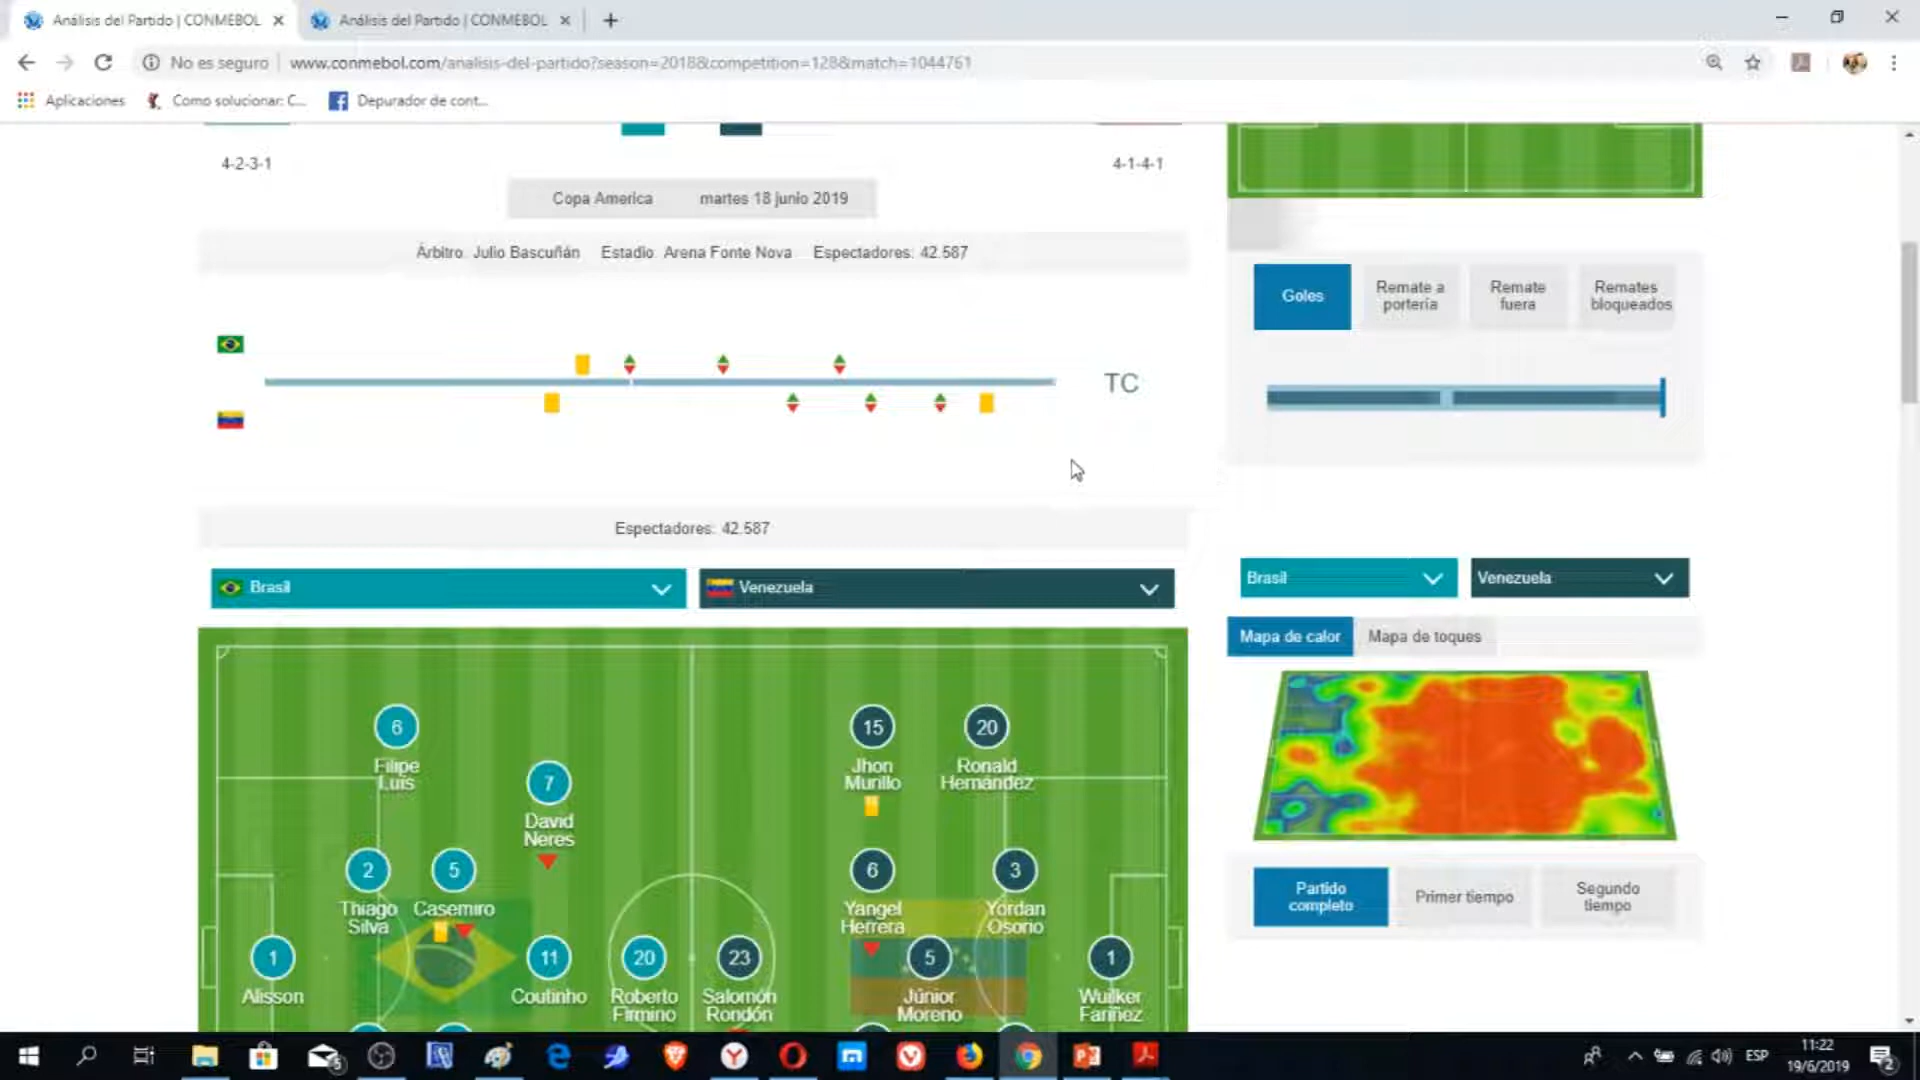 Análisis del Partido | CONMEBOL
Análisis del Partido | CONMEBOL
No es seguro
www.conmebol.com/analisis-del-partido?season=2018&competition=128&match=1044761
Aplicaciones
Como solucionar: C...
Depurador de cont...
4-2-3-1
4-1-4-1
Copa America martes 18 junio 2019
Árbitro Julio Bascuñán Estadio Arena Fonte Nova Espectadores: 42.587
TC
Espectadores: 42.587
Brasil
Venezuela
6
Filipe
Luís
7
David
Neres
15
Jhon
Murillo
20
Ronald
Hernández
2
Thiago
Silva
5
Casemiro
6
Yangel
Herrera
3
Yordan
Osorio
1
Alisson
11
Coutinho
20
Roberto
Firmino
23
Salomón
Rondón
5
Júnior
Moreno
1
Wuilker
Faríñez
Goles
Remate a
portería
Remate
fuera
Remates
bloqueados
Brasil
Venezuela
Mapa de calor
Mapa de toques
Partido
completo
Primer tiempo
Segundo
tiempo
5
ESP
11:22
19/6/2019
2